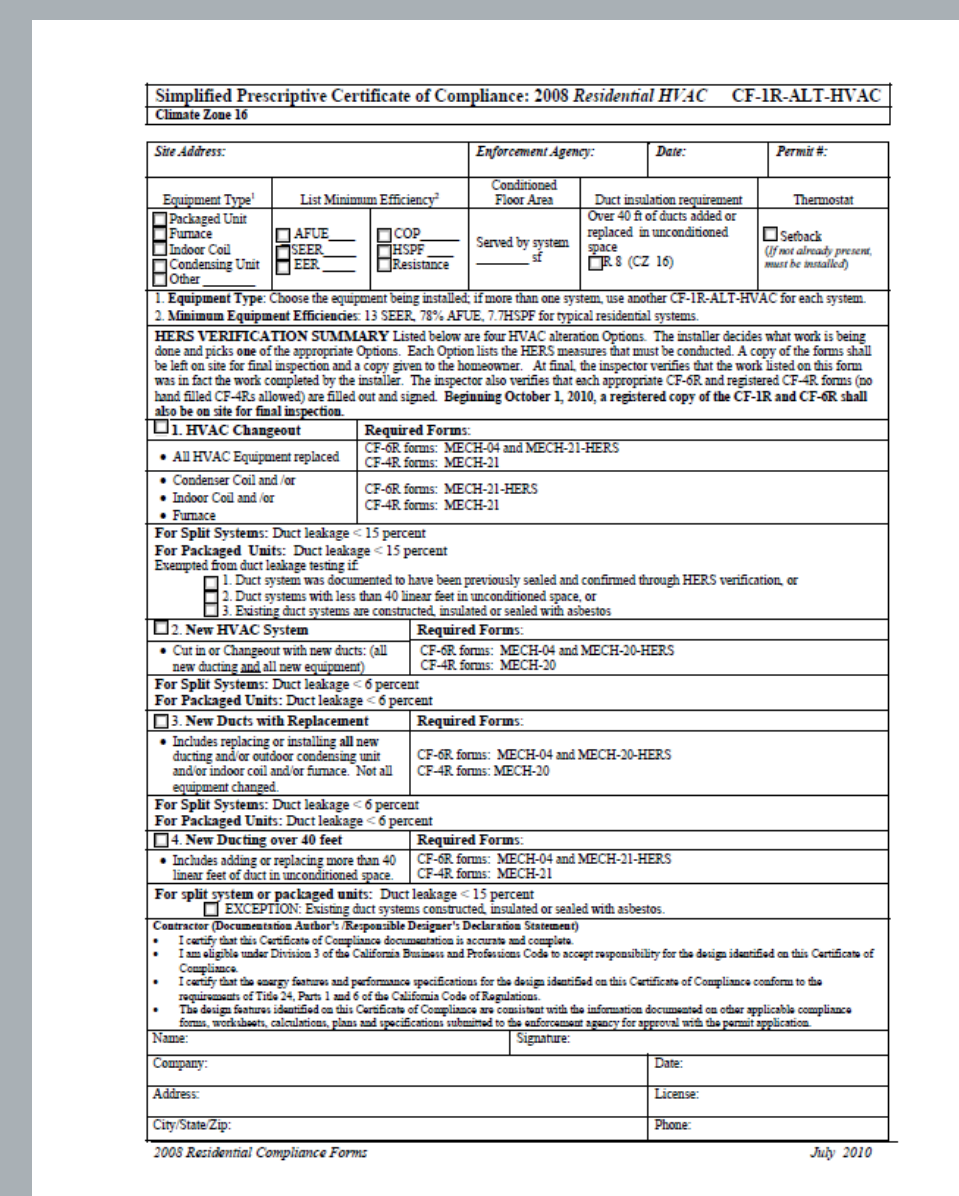 Simplified Prescriptive Certificate of Compliance: 2008 Residential HVAC CF-1R-ALT-HVAC
Climate Zone 16
Site Address: Enforcement Agency: Date: Permit #:
Equipment Type¹ List Minimum Efficiency² Conditioned Floor Area Duct insulation requirement Thermostat
Packaged Unit
Furnace
Indoor Coil
Condensing Unit
Other ________
AFUE____
SEER____
EER _____
COP_____
HSPF_____
Resistance
Served by system
________ sf
Over 40 ft of ducts added or
replaced in unconditioned
space
R 8 (CZ 16)
Setback
(If not already present,
must be installed)
1. Equipment Type: Choose the equipment being installed; if more than one system, use another CF-1R-ALT-HVAC for each system.
2. Minimum Equipment Efficiencies: 13 SEER, 78% AFUE, 7.7HSPF for typical residential systems.
HERS VERIFICATION SUMMARY Listed below are four HVAC alteration Options. The installer decides what work is being
done and picks one of the appropriate Options. Each Option lists the HERS measures that must be conducted. A copy of the forms shall
be left on site for final inspection and a copy given to the homeowner. At final, the inspector verifies that the work listed on this form
was in fact the work completed by the installer. The inspector also verifies that each appropriate CF-6R and registered CF-4R forms (no
hand filled CF-4Rs allowed) are filled out and signed. Beginning October 1, 2010, a registered copy of the CF-1R and CF-6R shall
also be on site for final inspection.
1. HVAC Changeout Required Forms:
• All HVAC Equipment replaced
CF-6R forms: MECH-04 and MECH-21-HERS
CF-4R forms: MECH-21
• Condenser Coil and /or
• Indoor Coil and /or
• Furnace
CF-6R forms: MECH-21-HERS
CF-4R forms: MECH-21
For Split Systems: Duct leakage < 15 percent
For Packaged Units: Duct leakage < 15 percent
Exempted from duct leakage testing if:
1. Duct system was documented to have been previously sealed and confirmed through HERS verification, or
2. Duct systems with less than 40 linear feet in unconditioned space, or
3. Existing duct systems are constructed, insulated or sealed with asbestos
2. New HVAC System Required Forms:
• Cut in or Changeout with new ducts: (all
new ducting and all new equipment)
CF-6R forms: MECH-04 and MECH-20-HERS
CF-4R forms: MECH-20
For Split Systems: Duct leakage < 6 percent
For Packaged Units: Duct leakage < 6 percent
3. New Ducts with Replacement Required Forms:
• Includes replacing or installing all new
ducting and/or outdoor condensing unit
and/or indoor coil and/or furnace. Not all
equipment changed.
CF-6R forms: MECH-04 and MECH-20-HERS
CF-4R forms: MECH-20
For Split Systems: Duct leakage < 6 percent
For Packaged Units: Duct leakage < 6 percent
4. New Ducting over 40 feet Required Forms:
• Includes adding or replacing more than 40
linear feet of duct in unconditioned space.
CF-6R forms: MECH-04 and MECH-21-HERS
CF-4R forms: MECH-21
For split system or packaged units: Duct leakage < 15 percent
EXCEPTION: Existing duct systems constructed, insulated or sealed with asbestos.
Contractor (Documentation Author's /Responsible Designer's Declaration Statement)
• I certify that this Certificate of Compliance documentation is accurate and complete.
• I am eligible under Division 3 of the California Business and Professions Code to accept responsibility for the design identified on this Certificate of
Compliance.
• I certify that the energy features and performance specifications for the design identified on this Certificate of Compliance conform to the
requirements of Title 24, Parts 1 and 6 of the California Code of Regulations.
• The design features identified on this Certificate of Compliance are consistent with the information documented on other applicable compliance
forms, worksheets, calculations, plans and specifications submitted to the enforcement agency for approval with the permit application.
Name: Signature:
Company: Date:
Address: License:
City/State/Zip: Phone:
2008 Residential Compliance Forms July 2010